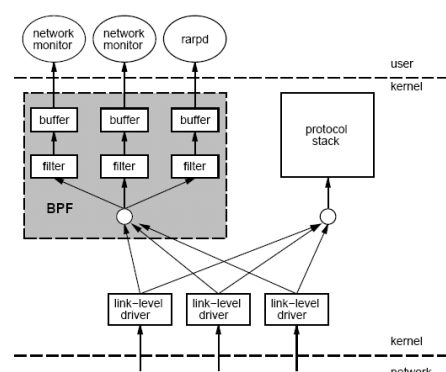 network network rarpd
monitor monitor
user
kernel
buffer buffer buffer
protocol
stack
filter filter filter
BPF
link-level link-level link-level
driver driver driver
kernel
network